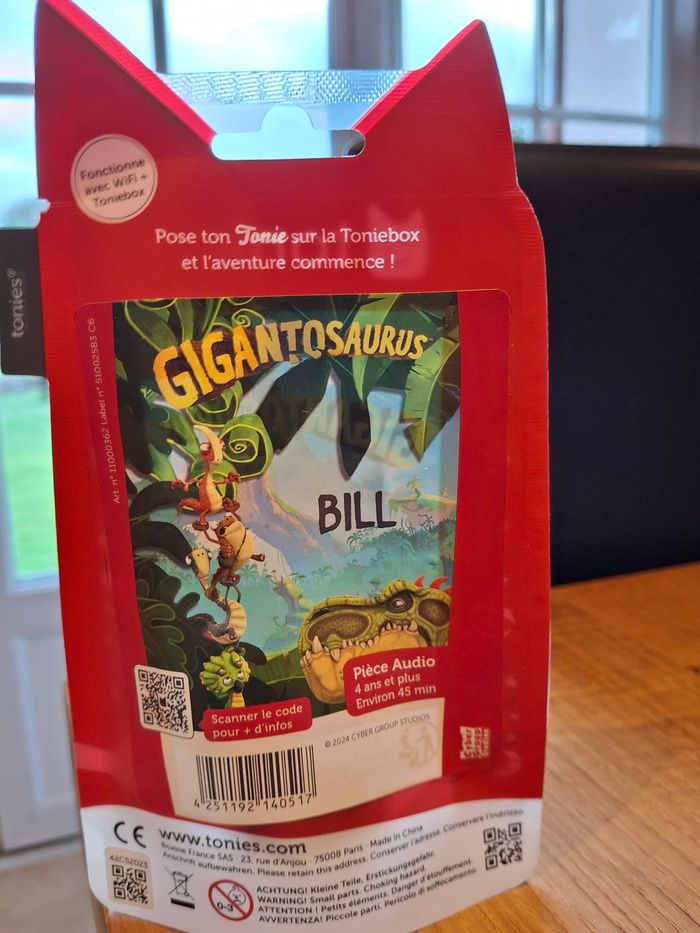 Fonctionne
avec WiFi +
Toniebox
Pose ton Tonie sur la Toniebox
et l'aventure commence !
tonies®
Art. n° 11000362 Label n° 51002583 C6
GIGANTOSAURUS
BILL
Pièce Audio
4 ans et plus
Environ 45 min
Scanner le code
pour + d'infos
© 2024 CYBER GROUP STUDIOS
Cyber
Group
Studios
4 251192 140517
CE www.tonies.com
Boxine France SAS · 23, rue d'Anjou · 75008 Paris · Made in China
Anschrift aufbewahren. Please retain this address. Conserver l'adresse. Conservare l'indirizzo.
42C52023
0-3
ACHTUNG! Kleine Teile. Erstickungsgefahr.
WARNING! Small parts. Choking hazard.
ATTENTION ! Petits éléments. Danger d'étouffement.
AVVERTENZA! Piccole parti. Pericolo di soffocamento.